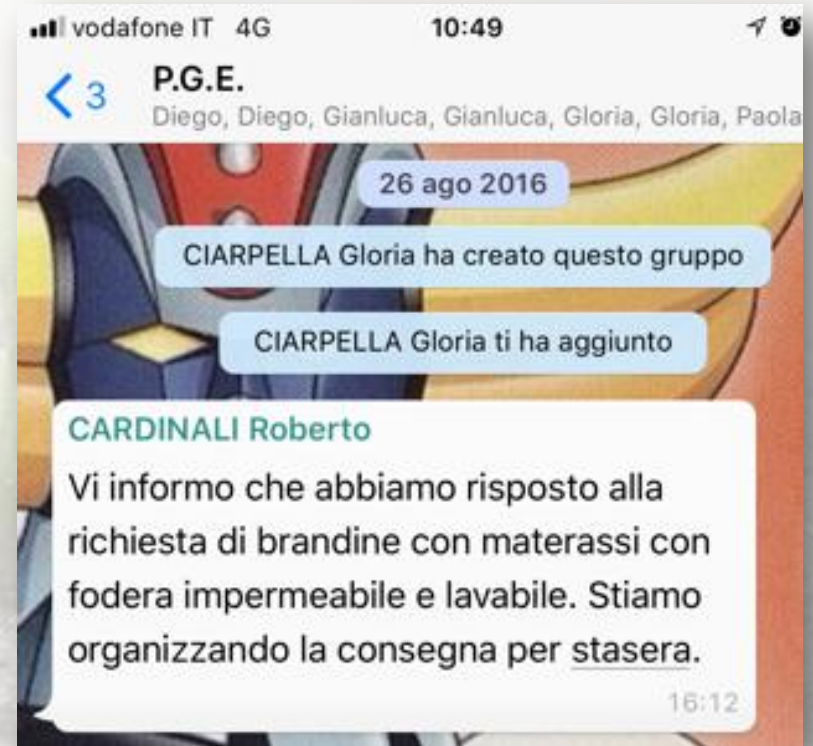 vodafone IT 4G 10:49
3 P.G.E.
Diego, Diego, Gianluca, Gianluca, Gloria, Gloria, Paola
26 ago 2016
CIARPELLA Gloria ha creato questo gruppo
CIARPELLA Gloria ti ha aggiunto
CARDINALI Roberto
Vi informo che abbiamo risposto alla
richiesta di brandine con materassi con
fodera impermeabile e lavabile. Stiamo
organizzando la consegna per stasera.
16:12